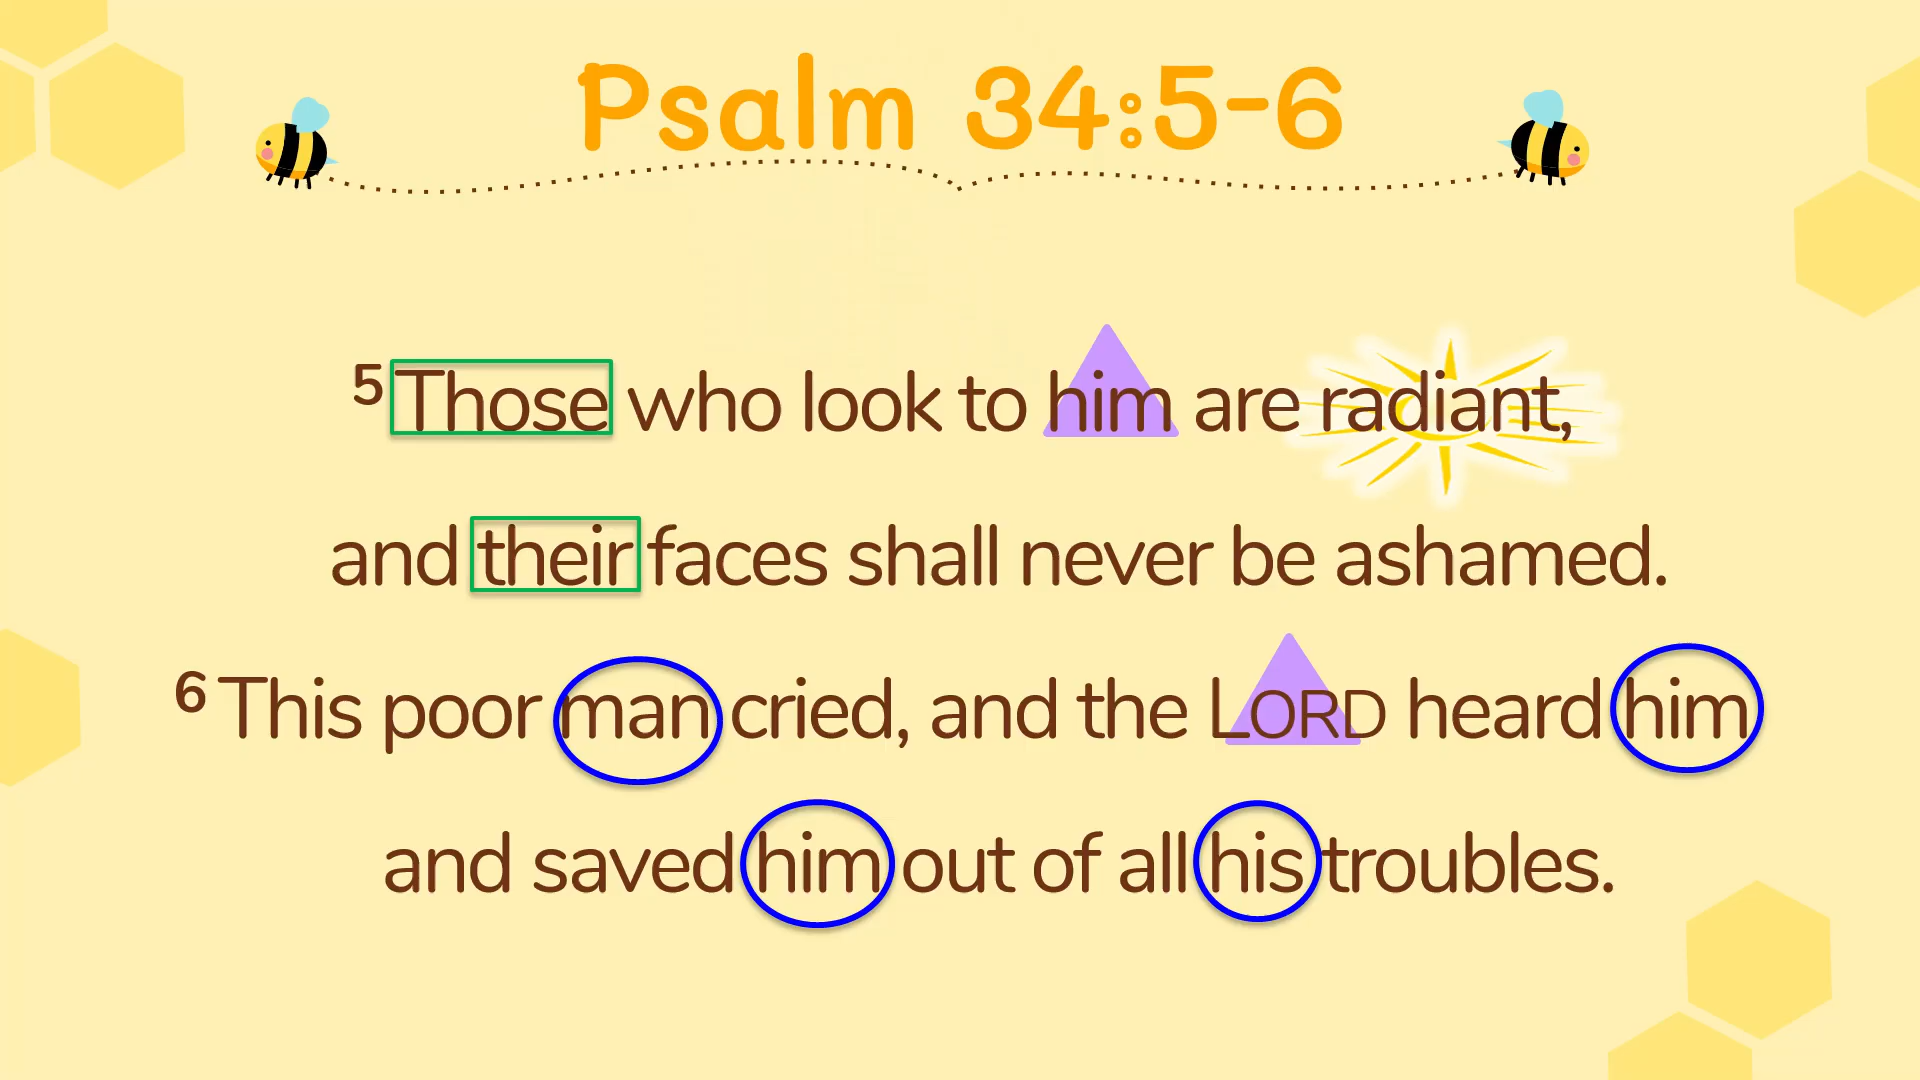 Psalm 34:5-6
5 Those who look to him are radiant,
and their faces shall never be ashamed.
6 This poor man cried, and the LORD heard him
and saved him out of all his troubles.